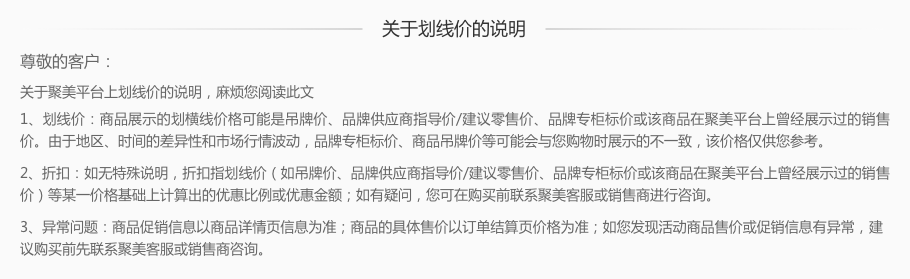 关于划线价的说明
尊敬的客户：
关于聚美平台上划线价的说明，麻烦您阅读此文
1、划线价：商品展示的划横线价格可能是吊牌价、品牌供应商指导价/建议零售价、品牌专柜标价或该商品在聚美平台上曾经展示过的销售
价。由于地区、时间的差异性和市场行情波动，品牌专柜标价、商品吊牌价等可能会与您购物时展示的不一致，该价格仅供您参考。
2、折扣：如无特殊说明，折扣指划线价（如吊牌价、品牌供应商指导价/建议零售价、品牌专柜标价或该商品在聚美平台上曾经展示过的销售
价）等某一价格基础上计算出的优惠比例或优惠金额；如有疑问，您可在购买前联系聚美客服或销售商进行咨询。
3、异常问题：商品促销信息以商品详情页信息为准；商品的具体售价以订单结算页价格为准；如您发现活动商品售价或促销信息有异常，建
议购买前先联系聚美客服或销售商咨询。